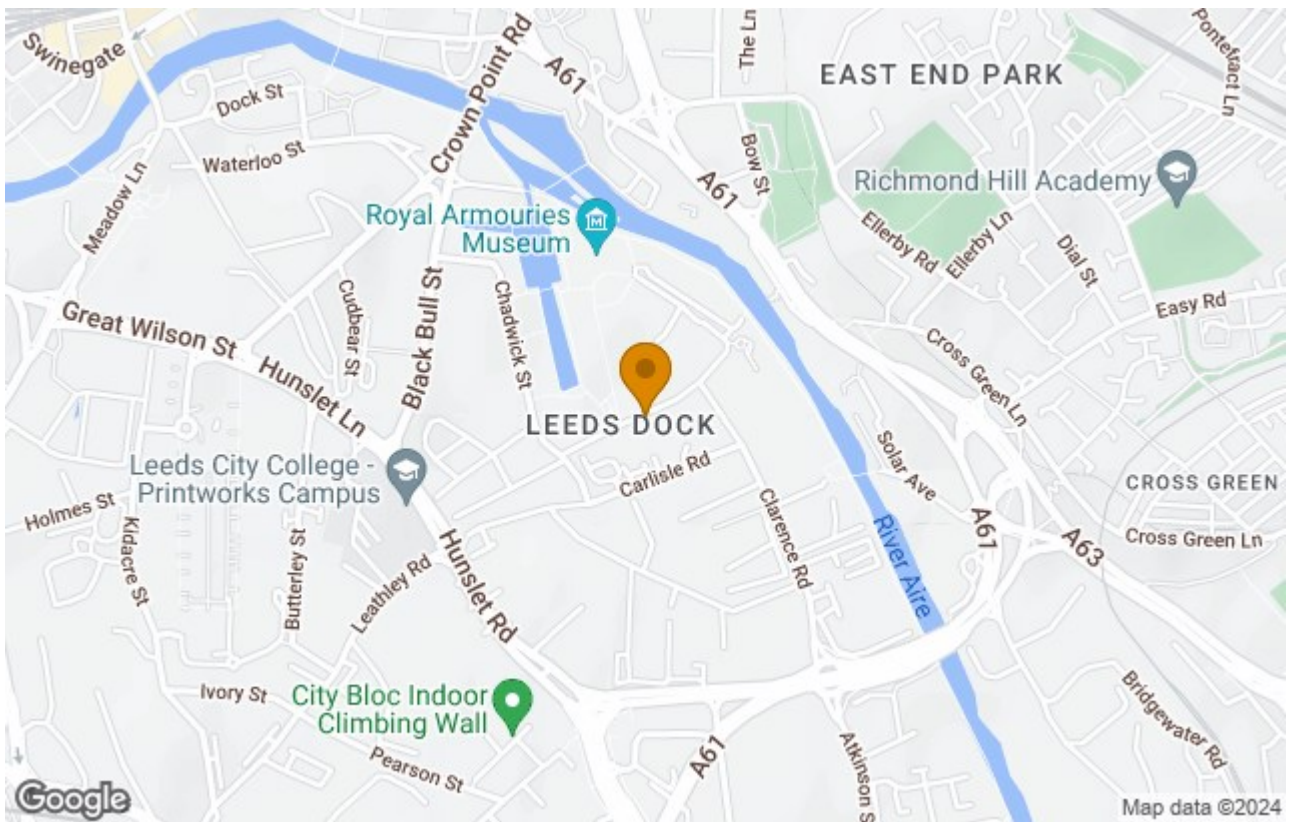 Swinegate
Dock St
Crown Point Rd
A61
The Ln
EAST END PARK
Pontefract Ln
Waterloo St
Bow St
A61
Richmond Hill Academy
Meadow Ln
Royal Armouries
Museum
Ellerby Rd
Ellerby Ln
Dial St
Easy Rd
Great Wilson St
Cudbear St
Black Bull St
Chadwick St
Hunslet Ln
Cross Green Ln
LEEDS DOCK
Leeds City College -
Printworks Campus
Carlisle Rd
Solar Ave
CROSS GREEN
Holmes St
Kidacre St
Butterley St
Leathley Rd
Hunslet Rd
Clarence Rd
River Aire
A61
A63
Cross Green Ln
Ivory St
City Bloc Indoor
Climbing Wall
Pearson St
A61
Atkinson S
Bridgewater Rd
Google
Map data ©2024